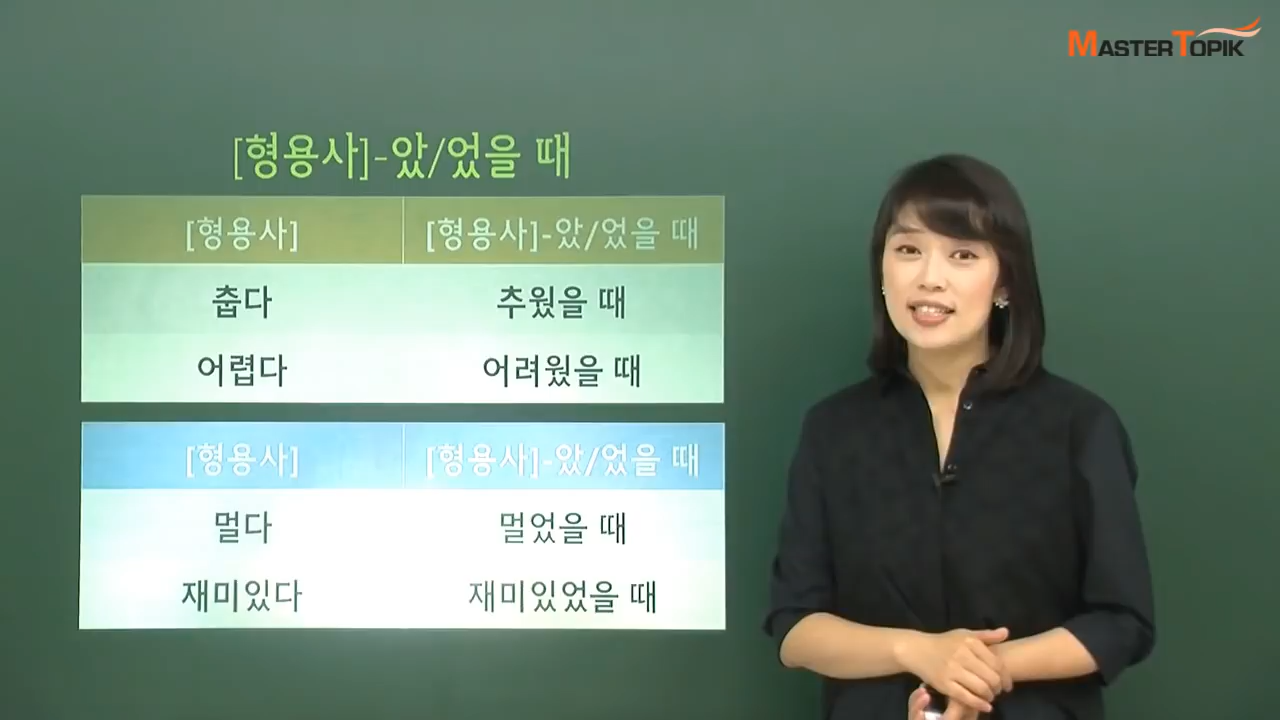 MASTER TOPIK
[형용사]-았/었을 때
[형용사] [형용사]-았/었을 때
춥다 추웠을 때
어렵다 어려웠을 때
[형용사] [형용사]-았/었을 때
멀다 멀었을 때
재미있다 재미있었을 때